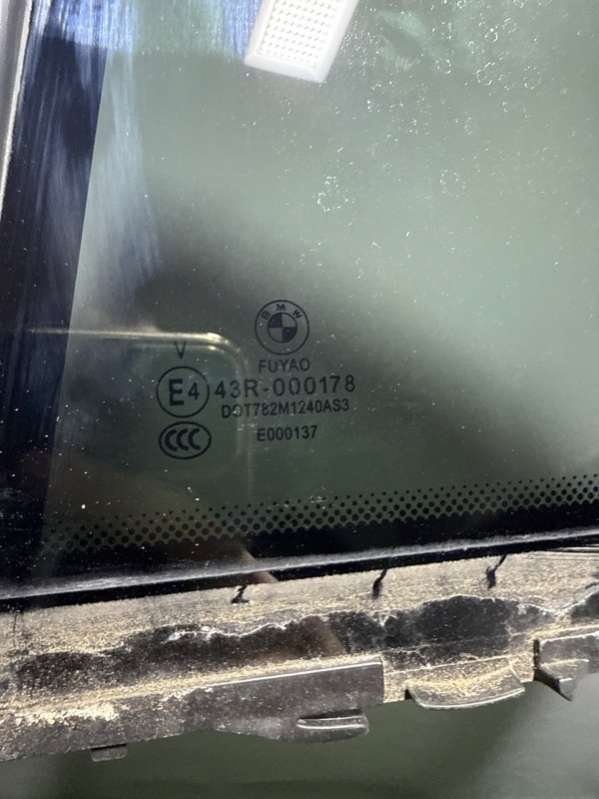 BMW
FUYAO
V
E4 43R-000178
DOT782M1240AS3
CCC E000137